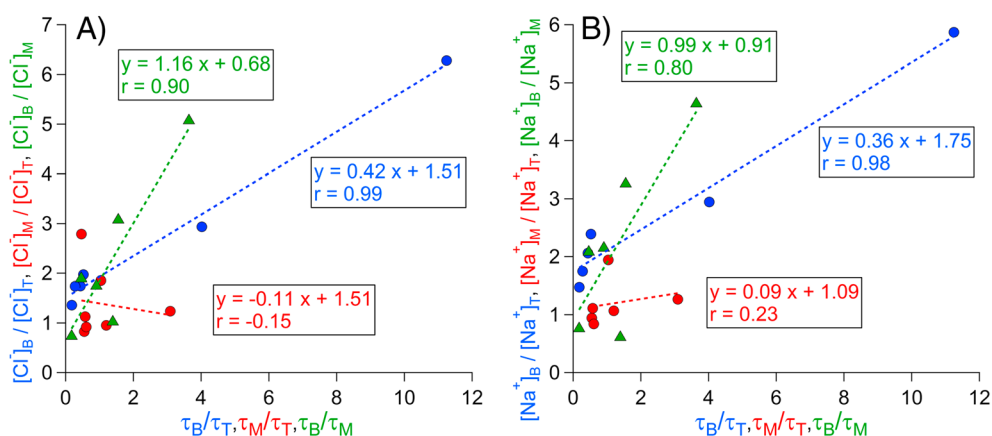 A)
7
6
5
4
3
2
1
0
[Cl⁻]B / [Cl⁻]T, [Cl⁻]M / [Cl⁻]T, [Cl⁻]B / [Cl⁻]M
y = 1.16 x + 0.68
r = 0.90
y = 0.42 x + 1.51
r = 0.99
y = -0.11 x + 1.51
r = -0.15
0 2 4 6 8 10 12
τB/τT,τM/τT,τB/τM
B)
6
5
4
3
2
1
0
[Na⁺]B / [Na⁺]T, [Na⁺]M / [Na⁺]T, [Na⁺]B / [Na⁺]M
y = 0.99 x + 0.91
r = 0.80
y = 0.36 x + 1.75
r = 0.98
y = 0.09 x + 1.09
r = 0.23
0 2 4 6 8 10 12
τB/τT,τM/τT,τB/τM